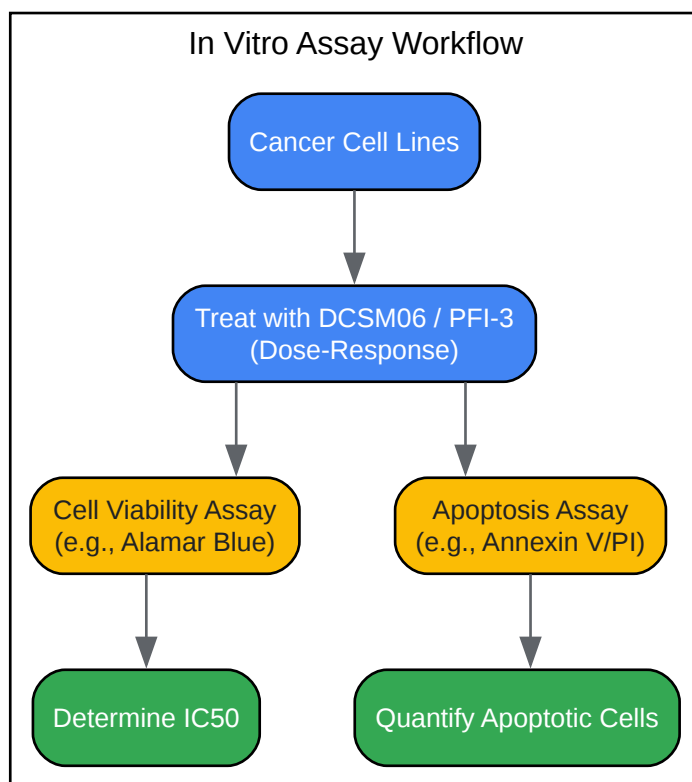 In Vitro Assay Workflow
Cancer Cell Lines
Treat with DCSM06 / PFI-3
(Dose-Response)
Cell Viability Assay
(e.g., Alamar Blue)
Apoptosis Assay
(e.g., Annexin V/PI)
Determine IC50
Quantify Apoptotic Cells